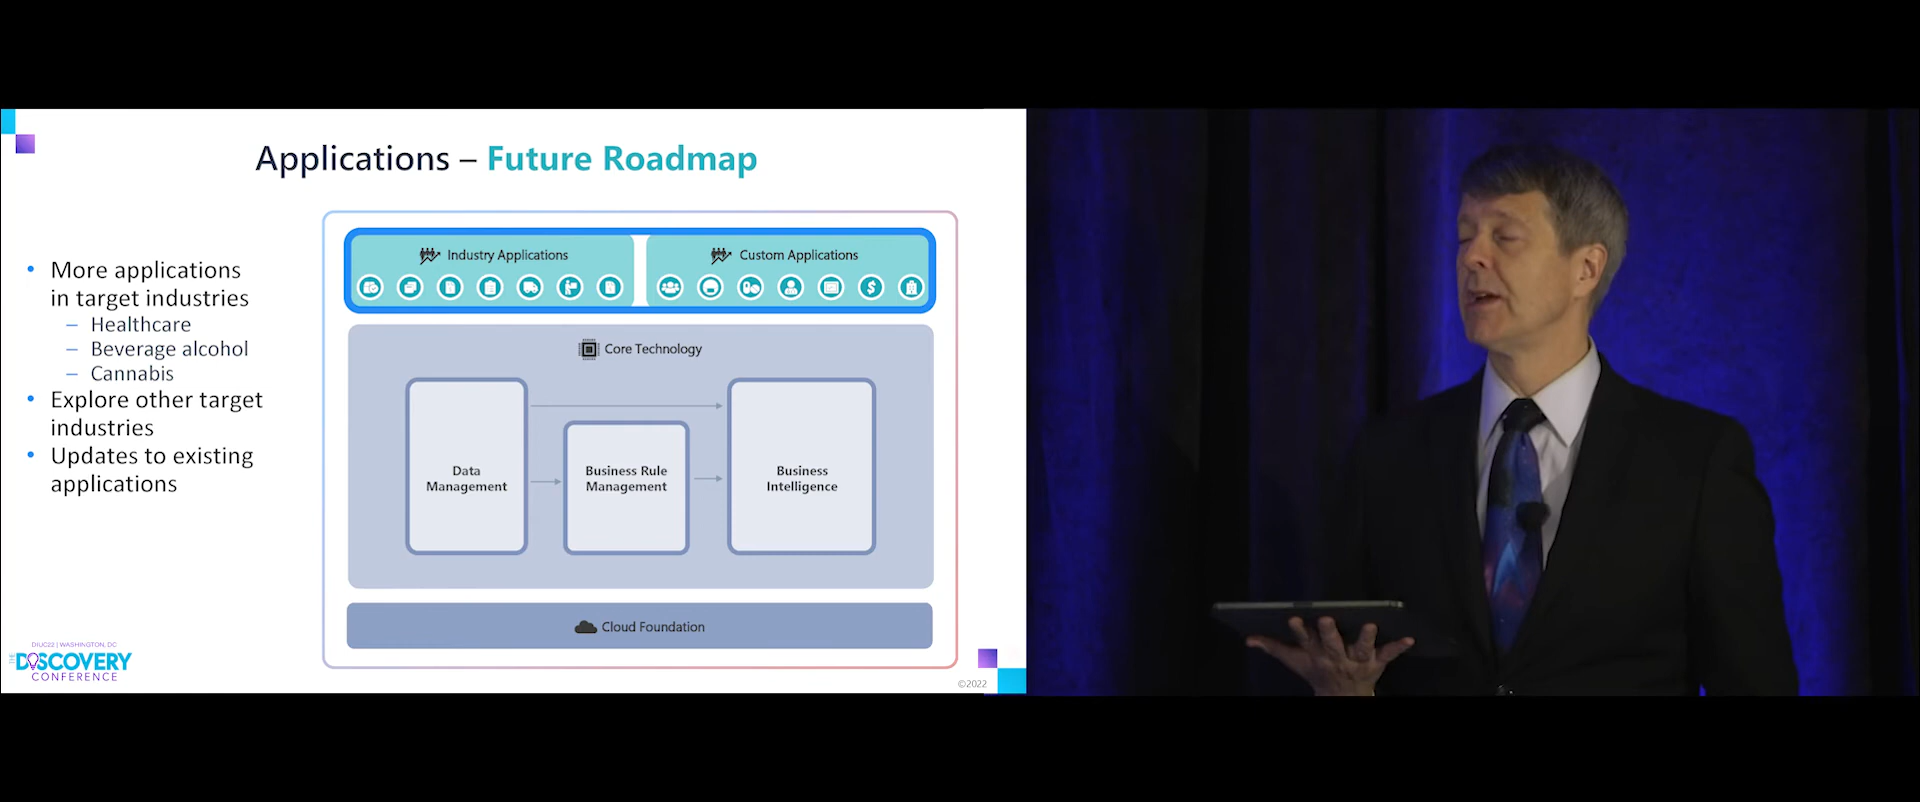 Applications – Future Roadmap
• More applications
in target industries
– Healthcare
– Beverage alcohol
– Cannabis
• Explore other target
industries
• Updates to existing
applications
Industry Applications
Custom Applications
$
Core Technology
Data
Management
Business Rule
Management
Business
Intelligence
Cloud Foundation
DIUC22 | WASHINGTON, DC
THE
DISCOVERY
CONFERENCE
©2022